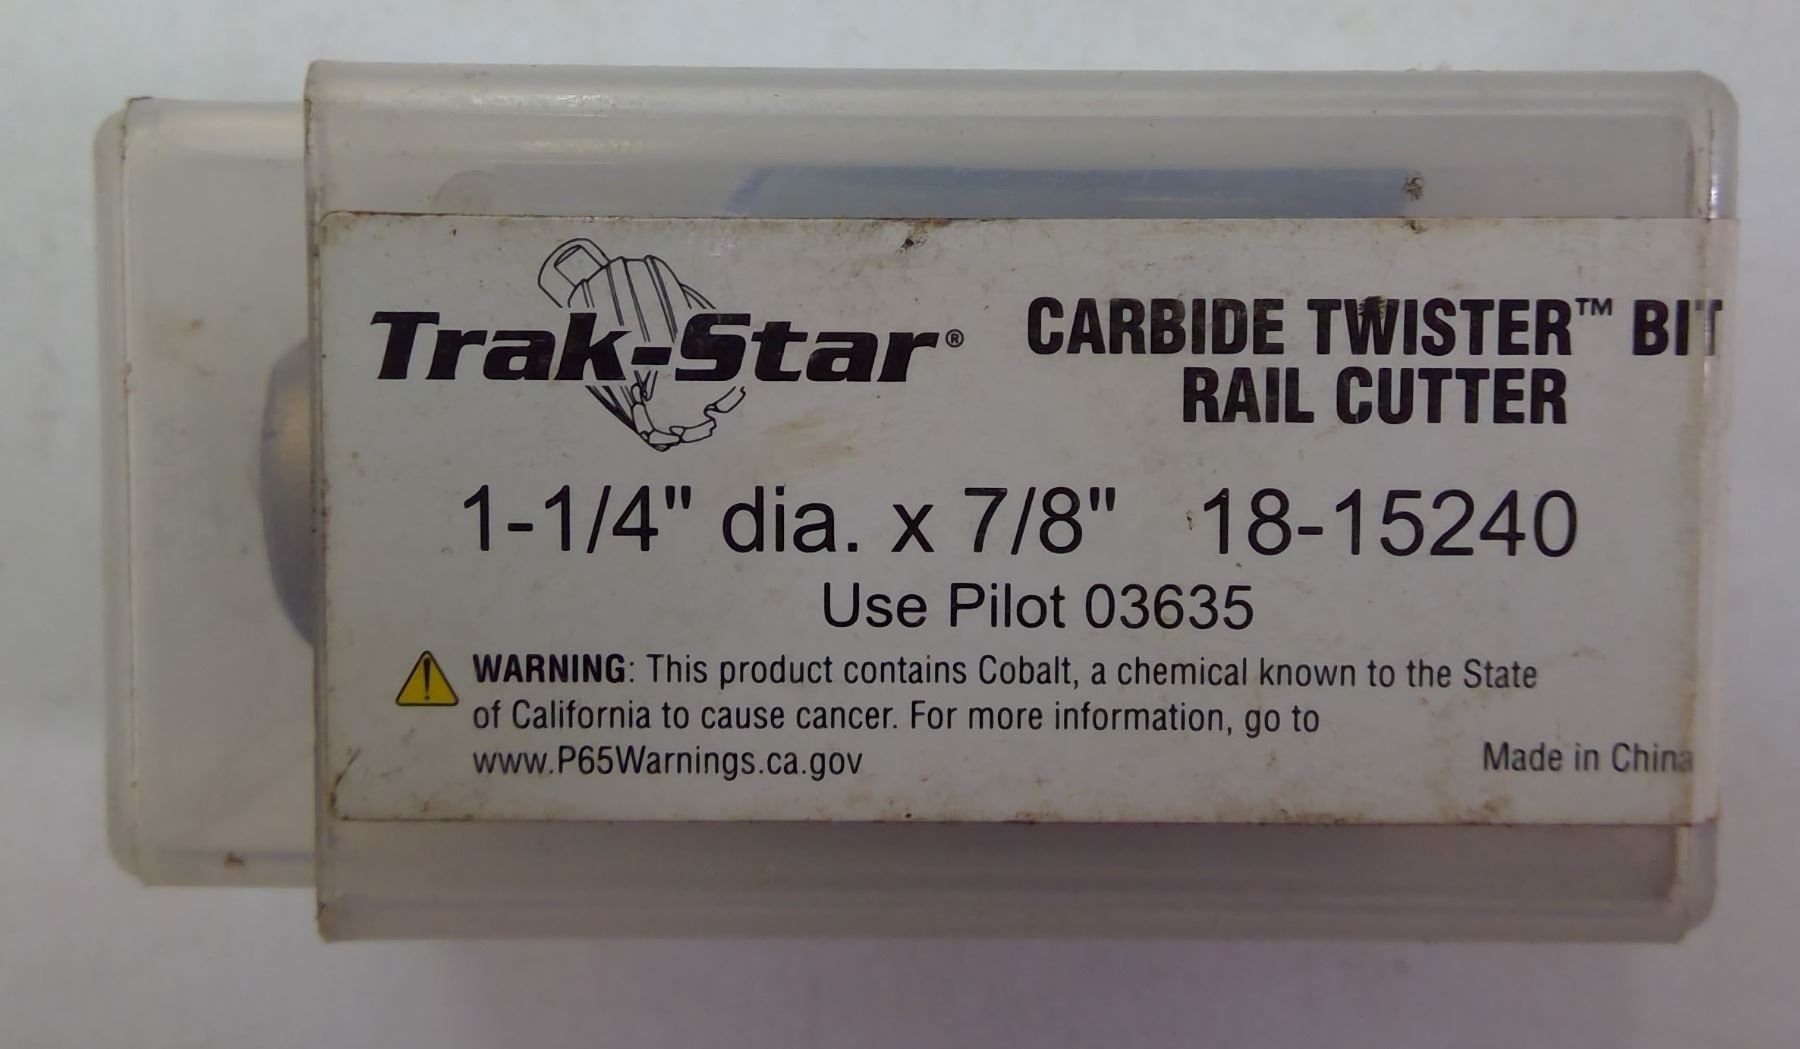 Trak-Star®
CARBIDE TWISTER™ BIT
RAIL CUTTER
1-1/4" dia. x 7/8" 18-15240
Use Pilot 03635
WARNING: This product contains Cobalt, a chemical known to the State
of California to cause cancer. For more information, go to
www.P65Warnings.ca.gov
Made in China